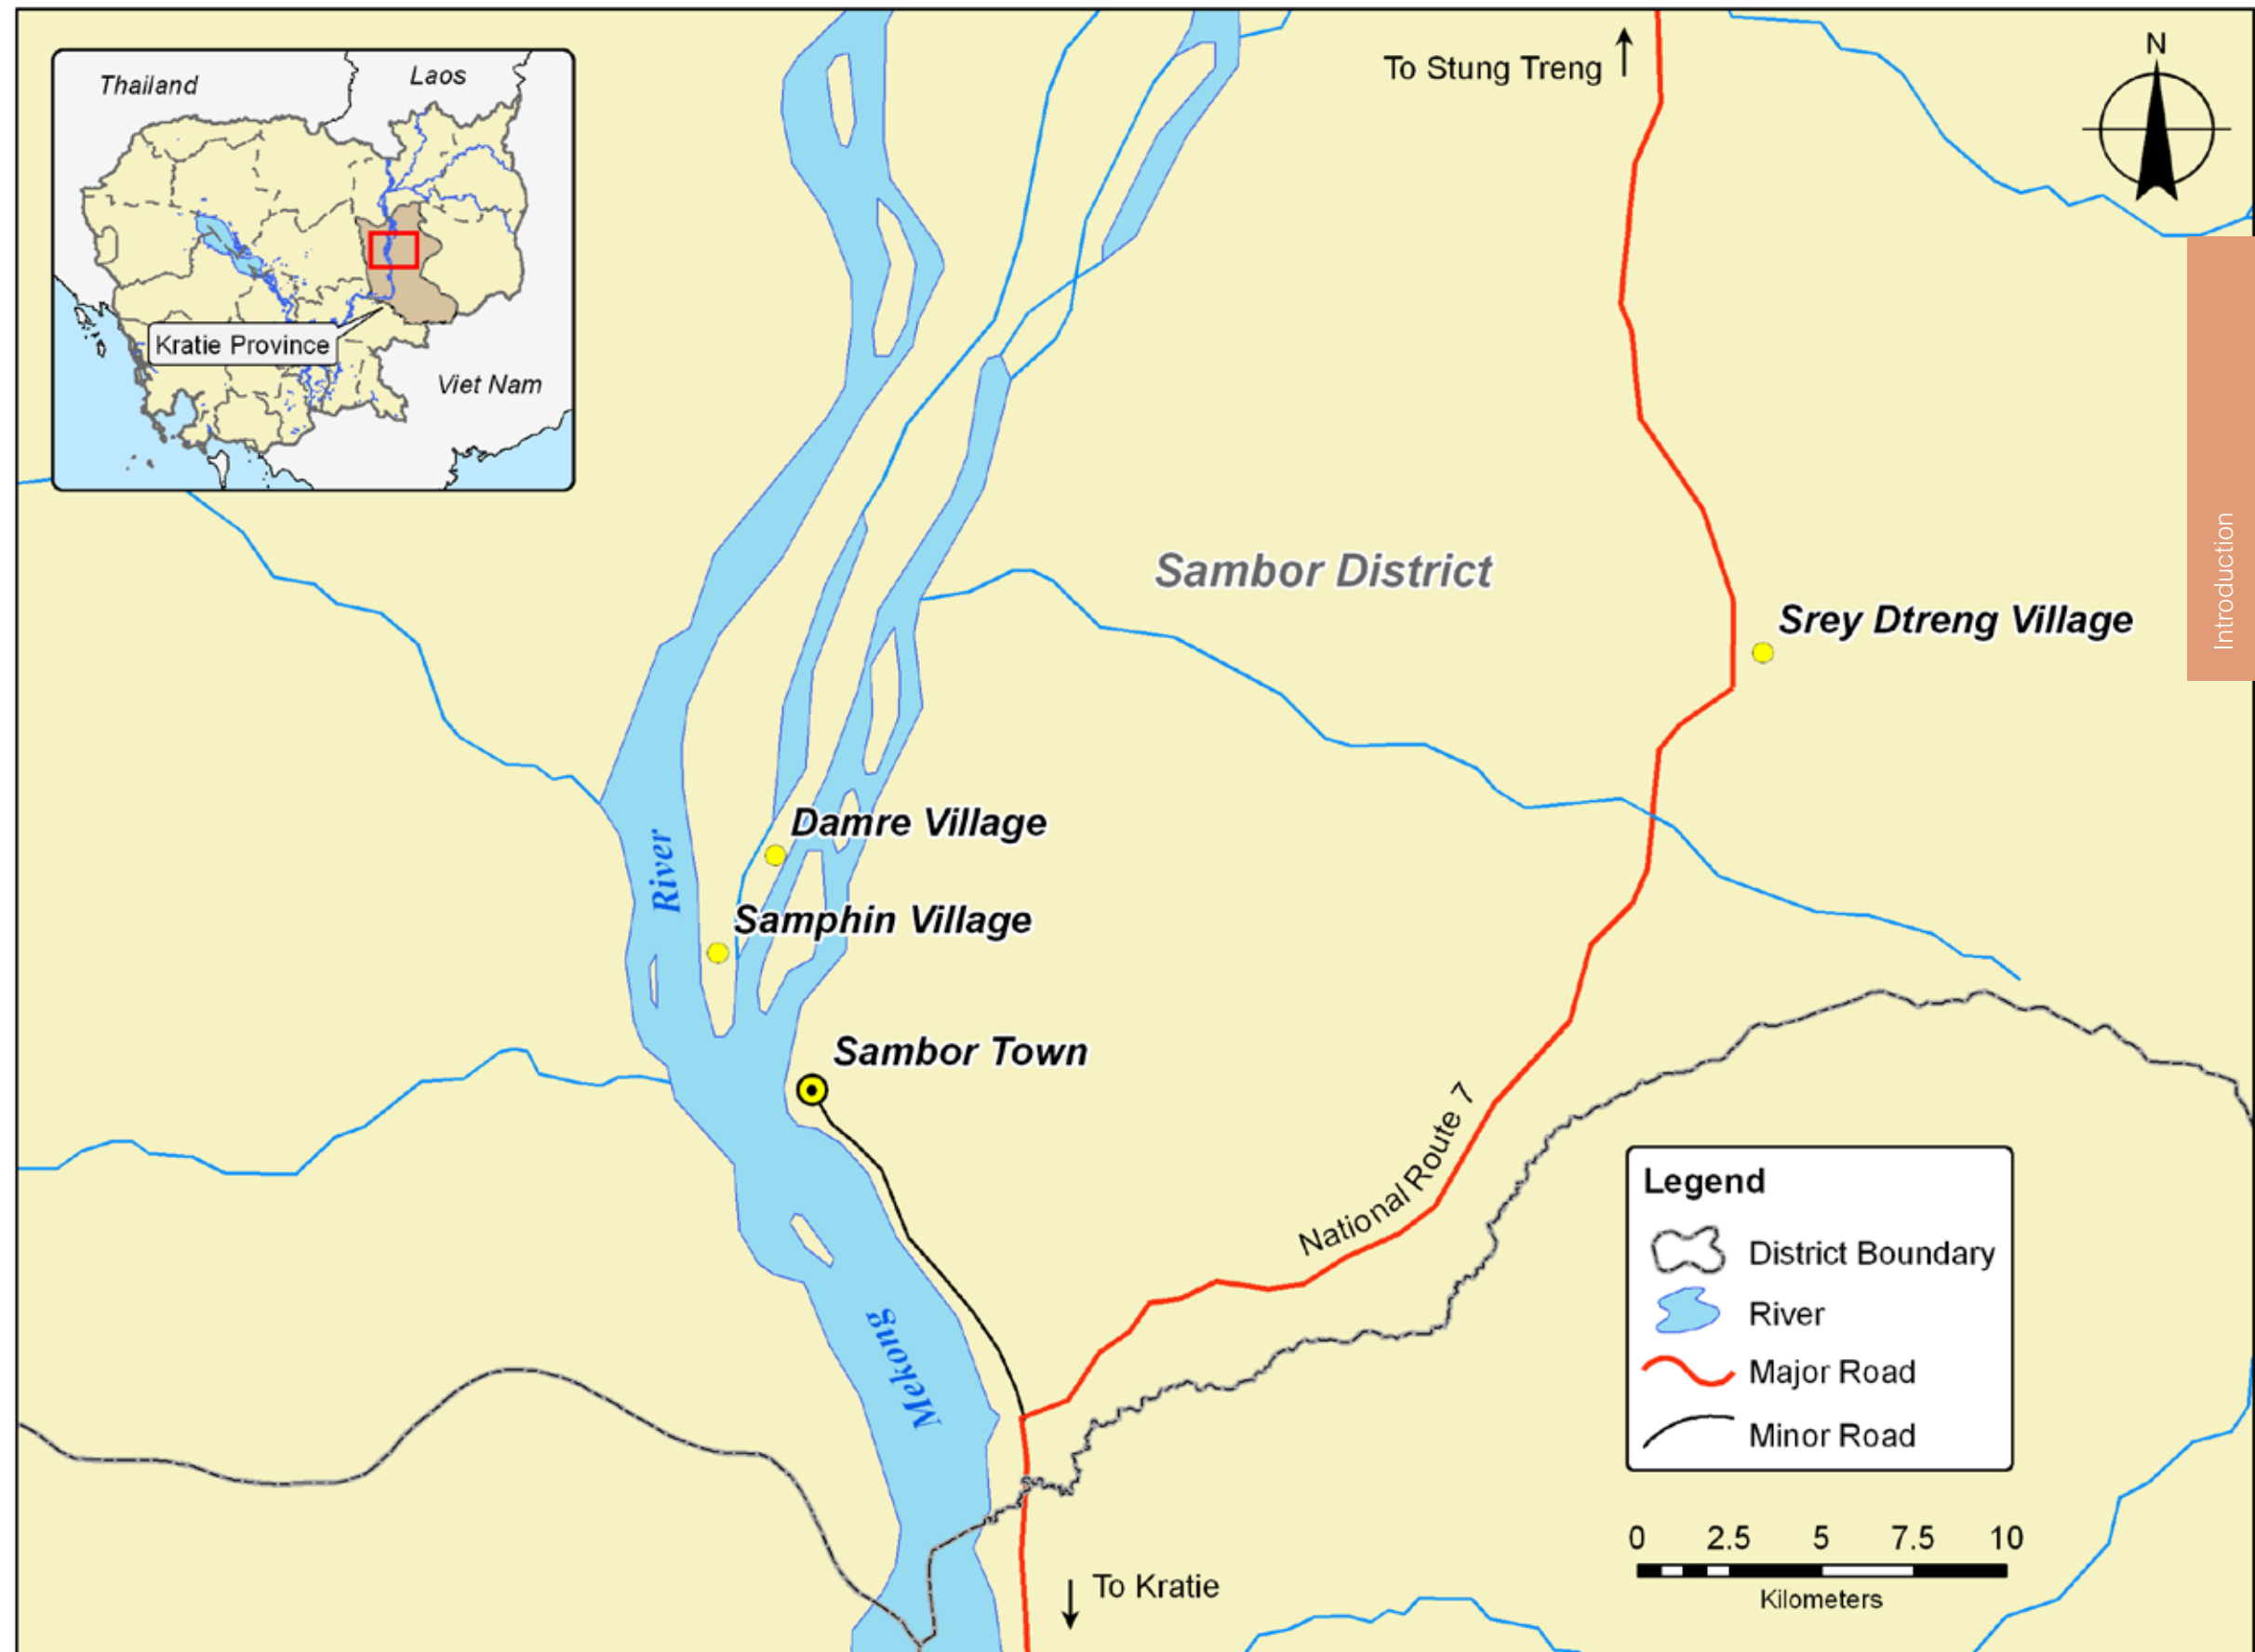 Thailand
Laos
Kratie Province
Viet Nam
To Stung Treng
N
Introduction
Sambor District
Srey Dtreng Village
Damre Village
River
Samphin Village
Sambor Town
National Route 7
Mekong
Legend
District Boundary
River
Major Road
Minor Road
0 2.5 5 7.5 10
Kilometers
To Kratie